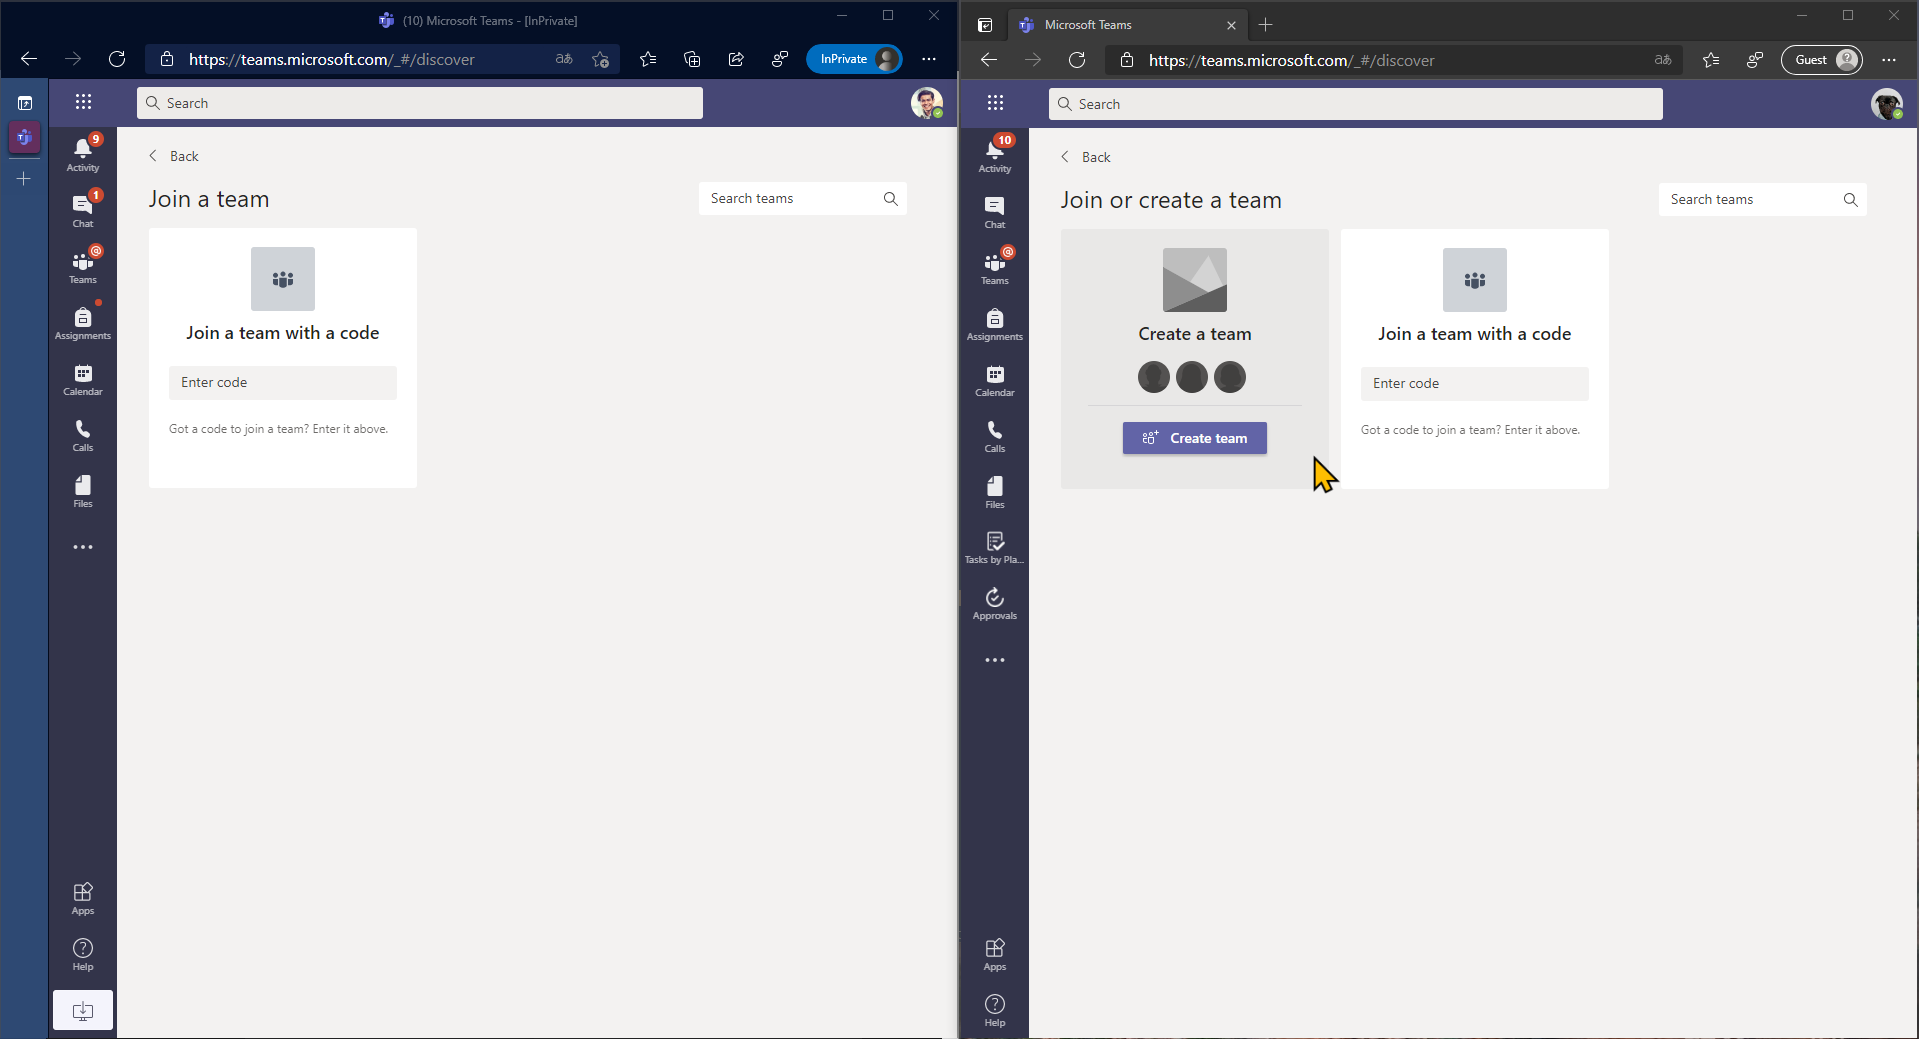 (10) Microsoft Teams - [InPrivate]
https://teams.microsoft.com/_#/discover
aあ
InPrivate
Search
9
Activity
1
Chat
@
Teams
Assignments
Calendar
Calls
Files
Apps
Help
Back
Join a team
Search teams
Join a team with a code
Enter code
Got a code to join a team? Enter it above.
Microsoft Teams
https://teams.microsoft.com/_#/discover
aあ
Guest
Search
10
Activity
Chat
@
Teams
Assignments
Calendar
Calls
Files
Tasks by Pla...
Approvals
Apps
Help
Back
Join or create a team
Search teams
Create a team
Create team
Join a team with a code
Enter code
Got a code to join a team? Enter it above.